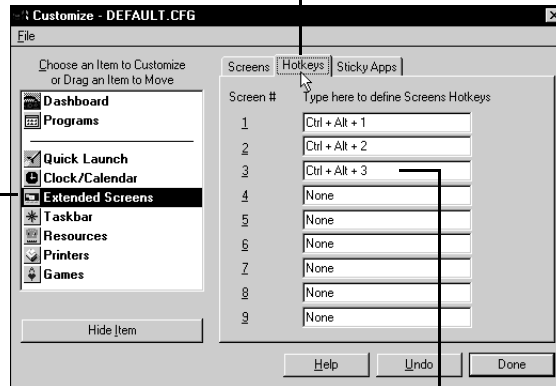 Customize - DEFAULT.CFG
File
Choose an Item to Customize
or Drag an Item to Move
Dashboard
Programs
Quick Launch
Clock/Calendar
Extended Screens
Taskbar
Resources
Printers
Games
Hide Item
Screens Hotkeys Sticky Apps
Screen # Type here to define Screens Hotkeys
1 Ctrl + Alt + 1
2 Ctrl + Alt + 2
3 Ctrl + Alt + 3
4 None
5 None
6 None
7 None
8 None
9 None
Help Undo Done